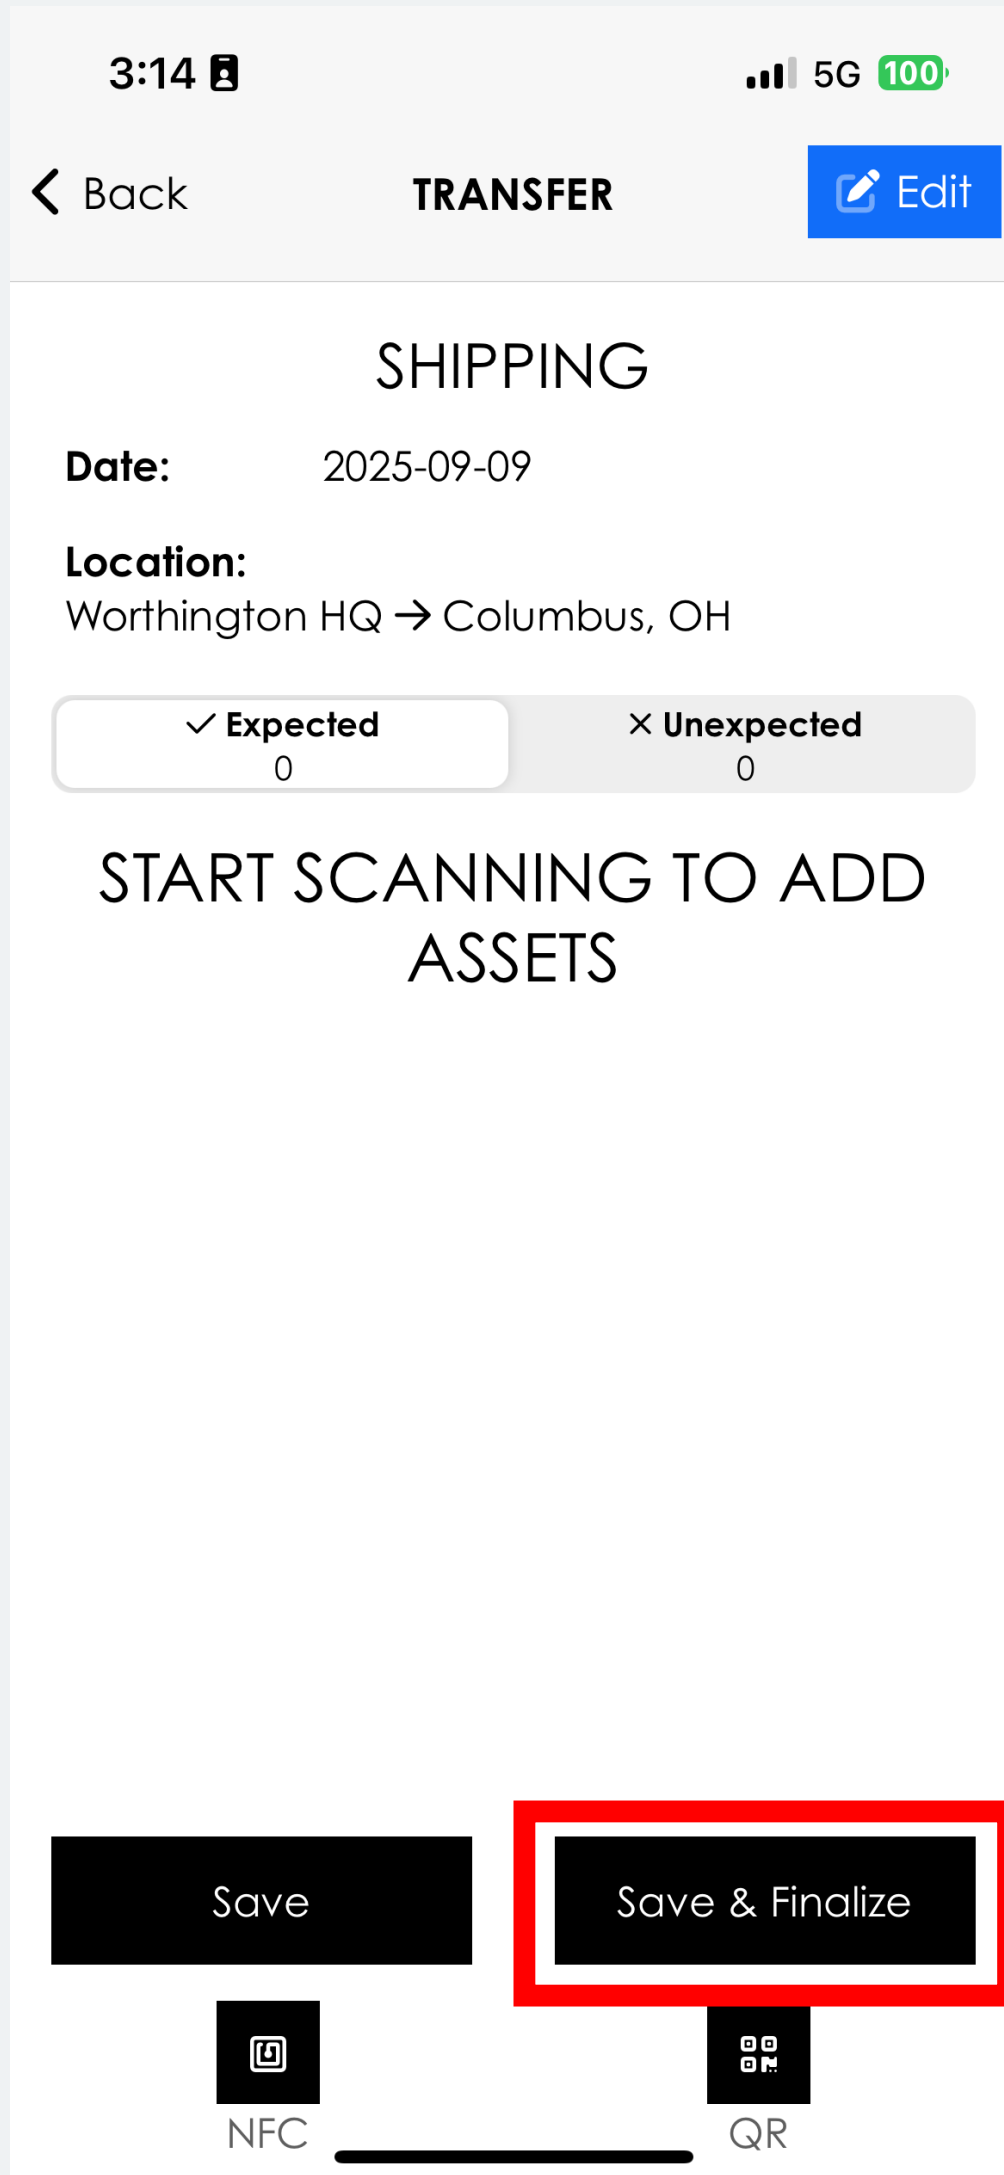 3:14 5G 100
Back TRANSFER Edit
SHIPPING
Date: 2025-09-09
Location:
Worthington HQ → Columbus, OH
✓ Expected × Unexpected
0 0
START SCANNING TO ADD
ASSETS
Save Save & Finalize
NFC QR